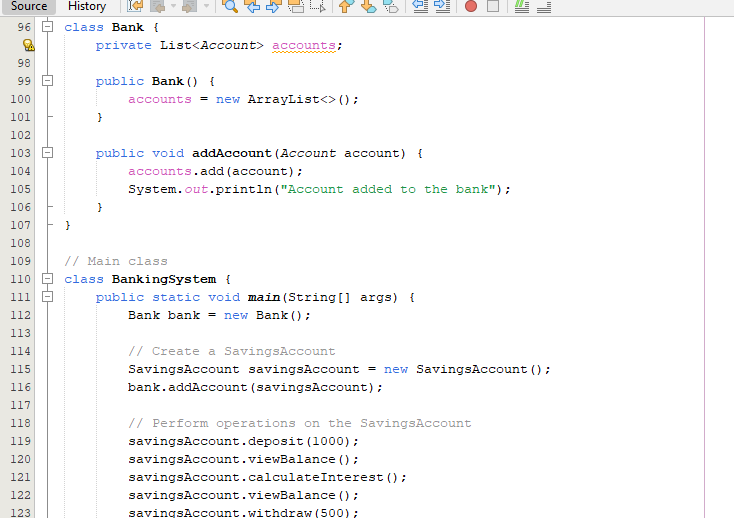 Source History
96 class Bank {
private List<Account> accounts;
98
99 public Bank() {
100 accounts = new ArrayList<>();
101 }
102
103 public void addAccount(Account account) {
104 accounts.add(account);
105 System.out.println("Account added to the bank");
106 }
107 }
108
109 // Main class
110 class BankingSystem {
111 public static void main(String[] args) {
112 Bank bank = new Bank();
113
114 // Create a SavingsAccount
115 SavingsAccount savingsAccount = new SavingsAccount();
116 bank.addAccount(savingsAccount);
117
118 // Perform operations on the SavingsAccount
119 savingsAccount.deposit(1000);
120 savingsAccount.viewBalance();
121 savingsAccount.calculateInterest();
122 savingsAccount.viewBalance();
123 savingsAccount.withdraw(500);